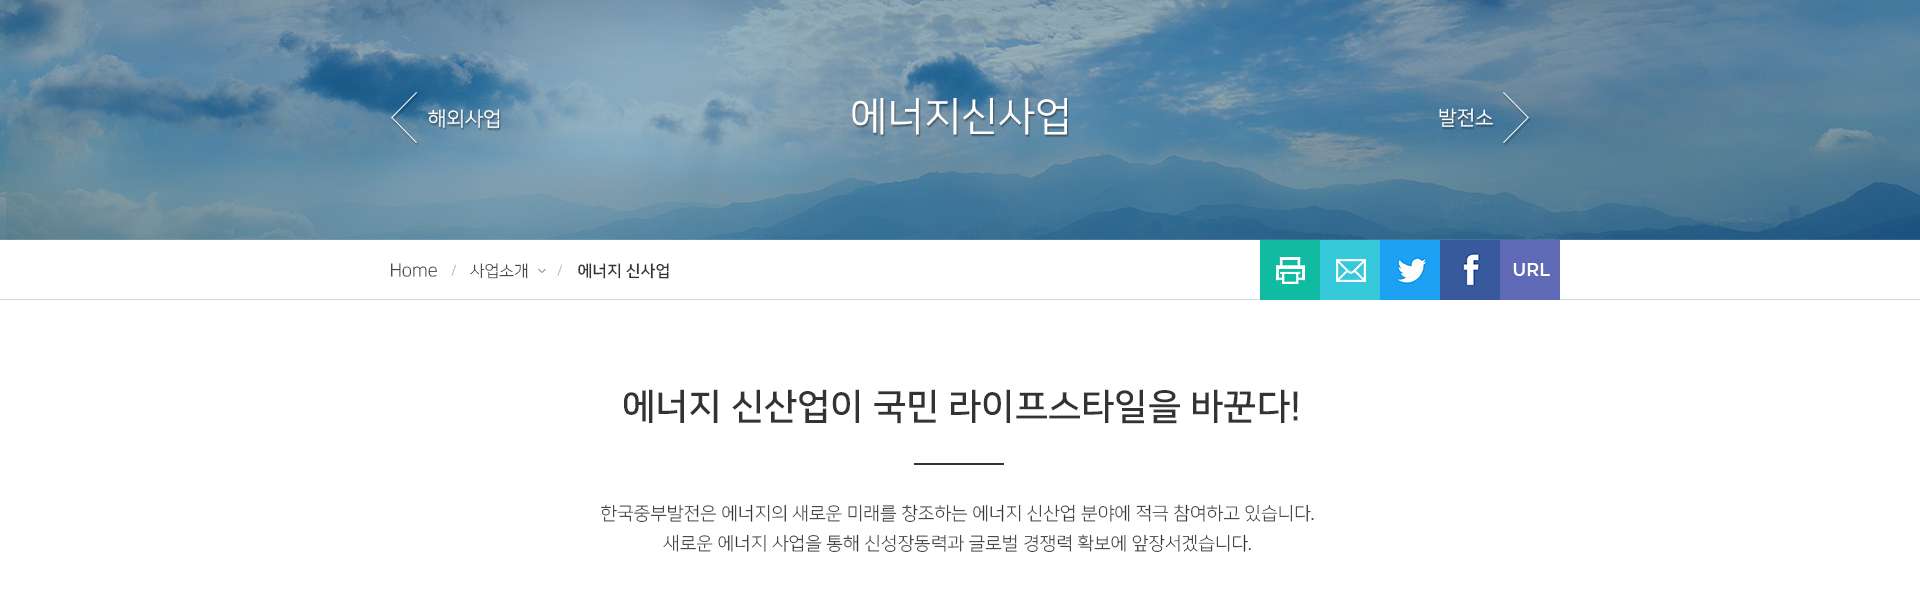 해외사업
에너지신사업
발전소
Home / 사업소개 / 에너지 신사업
URL
에너지 신산업이 국민 라이프스타일을 바꾼다!
한국중부발전은 에너지의 새로운 미래를 창조하는 에너지 신산업 분야에 적극 참여하고 있습니다.
새로운 에너지 사업을 통해 신성장동력과 글로벌 경쟁력 확보에 앞장서겠습니다.